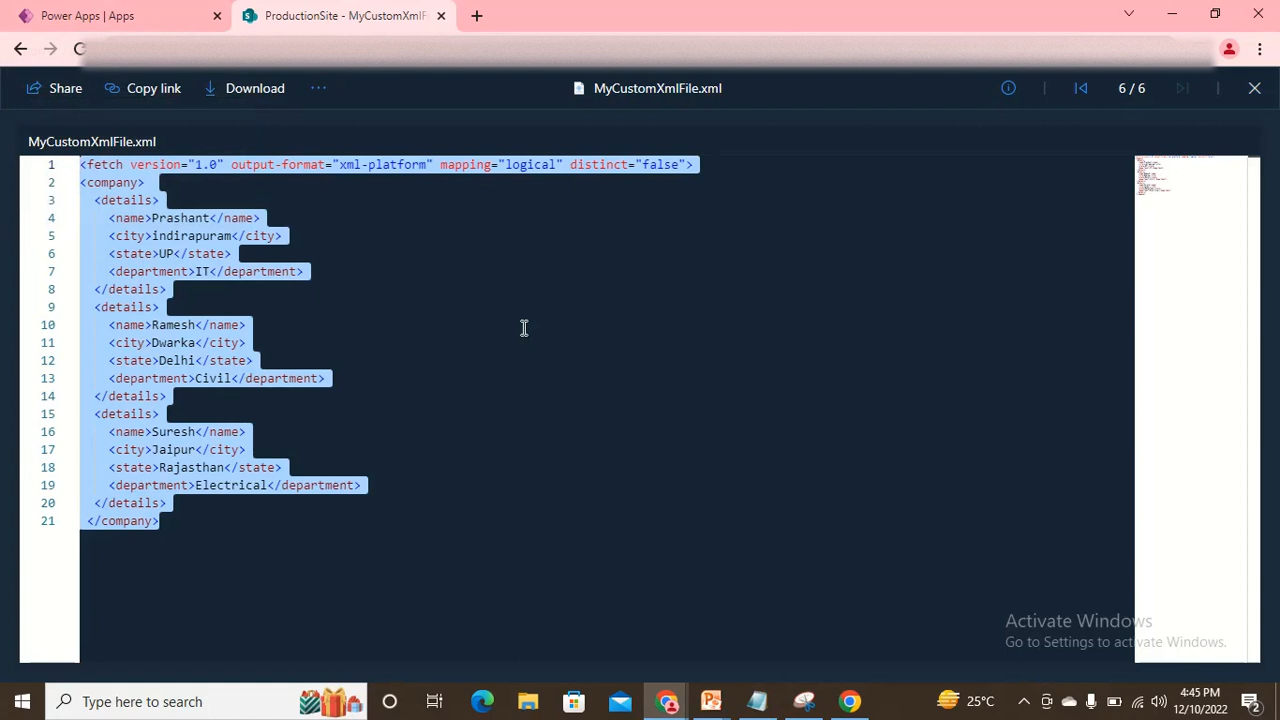 Power Apps | Apps
ProductionSite - MyCustomXmlF
Share
Copy link
Download
MyCustomXmlFile.xml
6 / 6
MyCustomXmlFile.xml
1 <fetch version="1.0" output-format="xml-platform" mapping="logical" distinct="false">
2 <company>
3 <details>
4 <name>Prashant</name>
5 <city>indirapuram</city>
6 <state>UP</state>
7 <department>IT</department>
8 </details>
9 <details>
10 <name>Ramesh</name>
11 <city>Dwarka</city>
12 <state>Delhi</state>
13 <department>Civil</department>
14 </details>
15 <details>
16 <name>Suresh</name>
17 <city>Jaipur</city>
18 <state>Rajasthan</state>
19 <department>Electrical</department>
20 </details>
21 </company>
Activate Windows
Go to Settings to activate Windows.
Type here to search
25°C
4:45 PM
12/10/2022
2